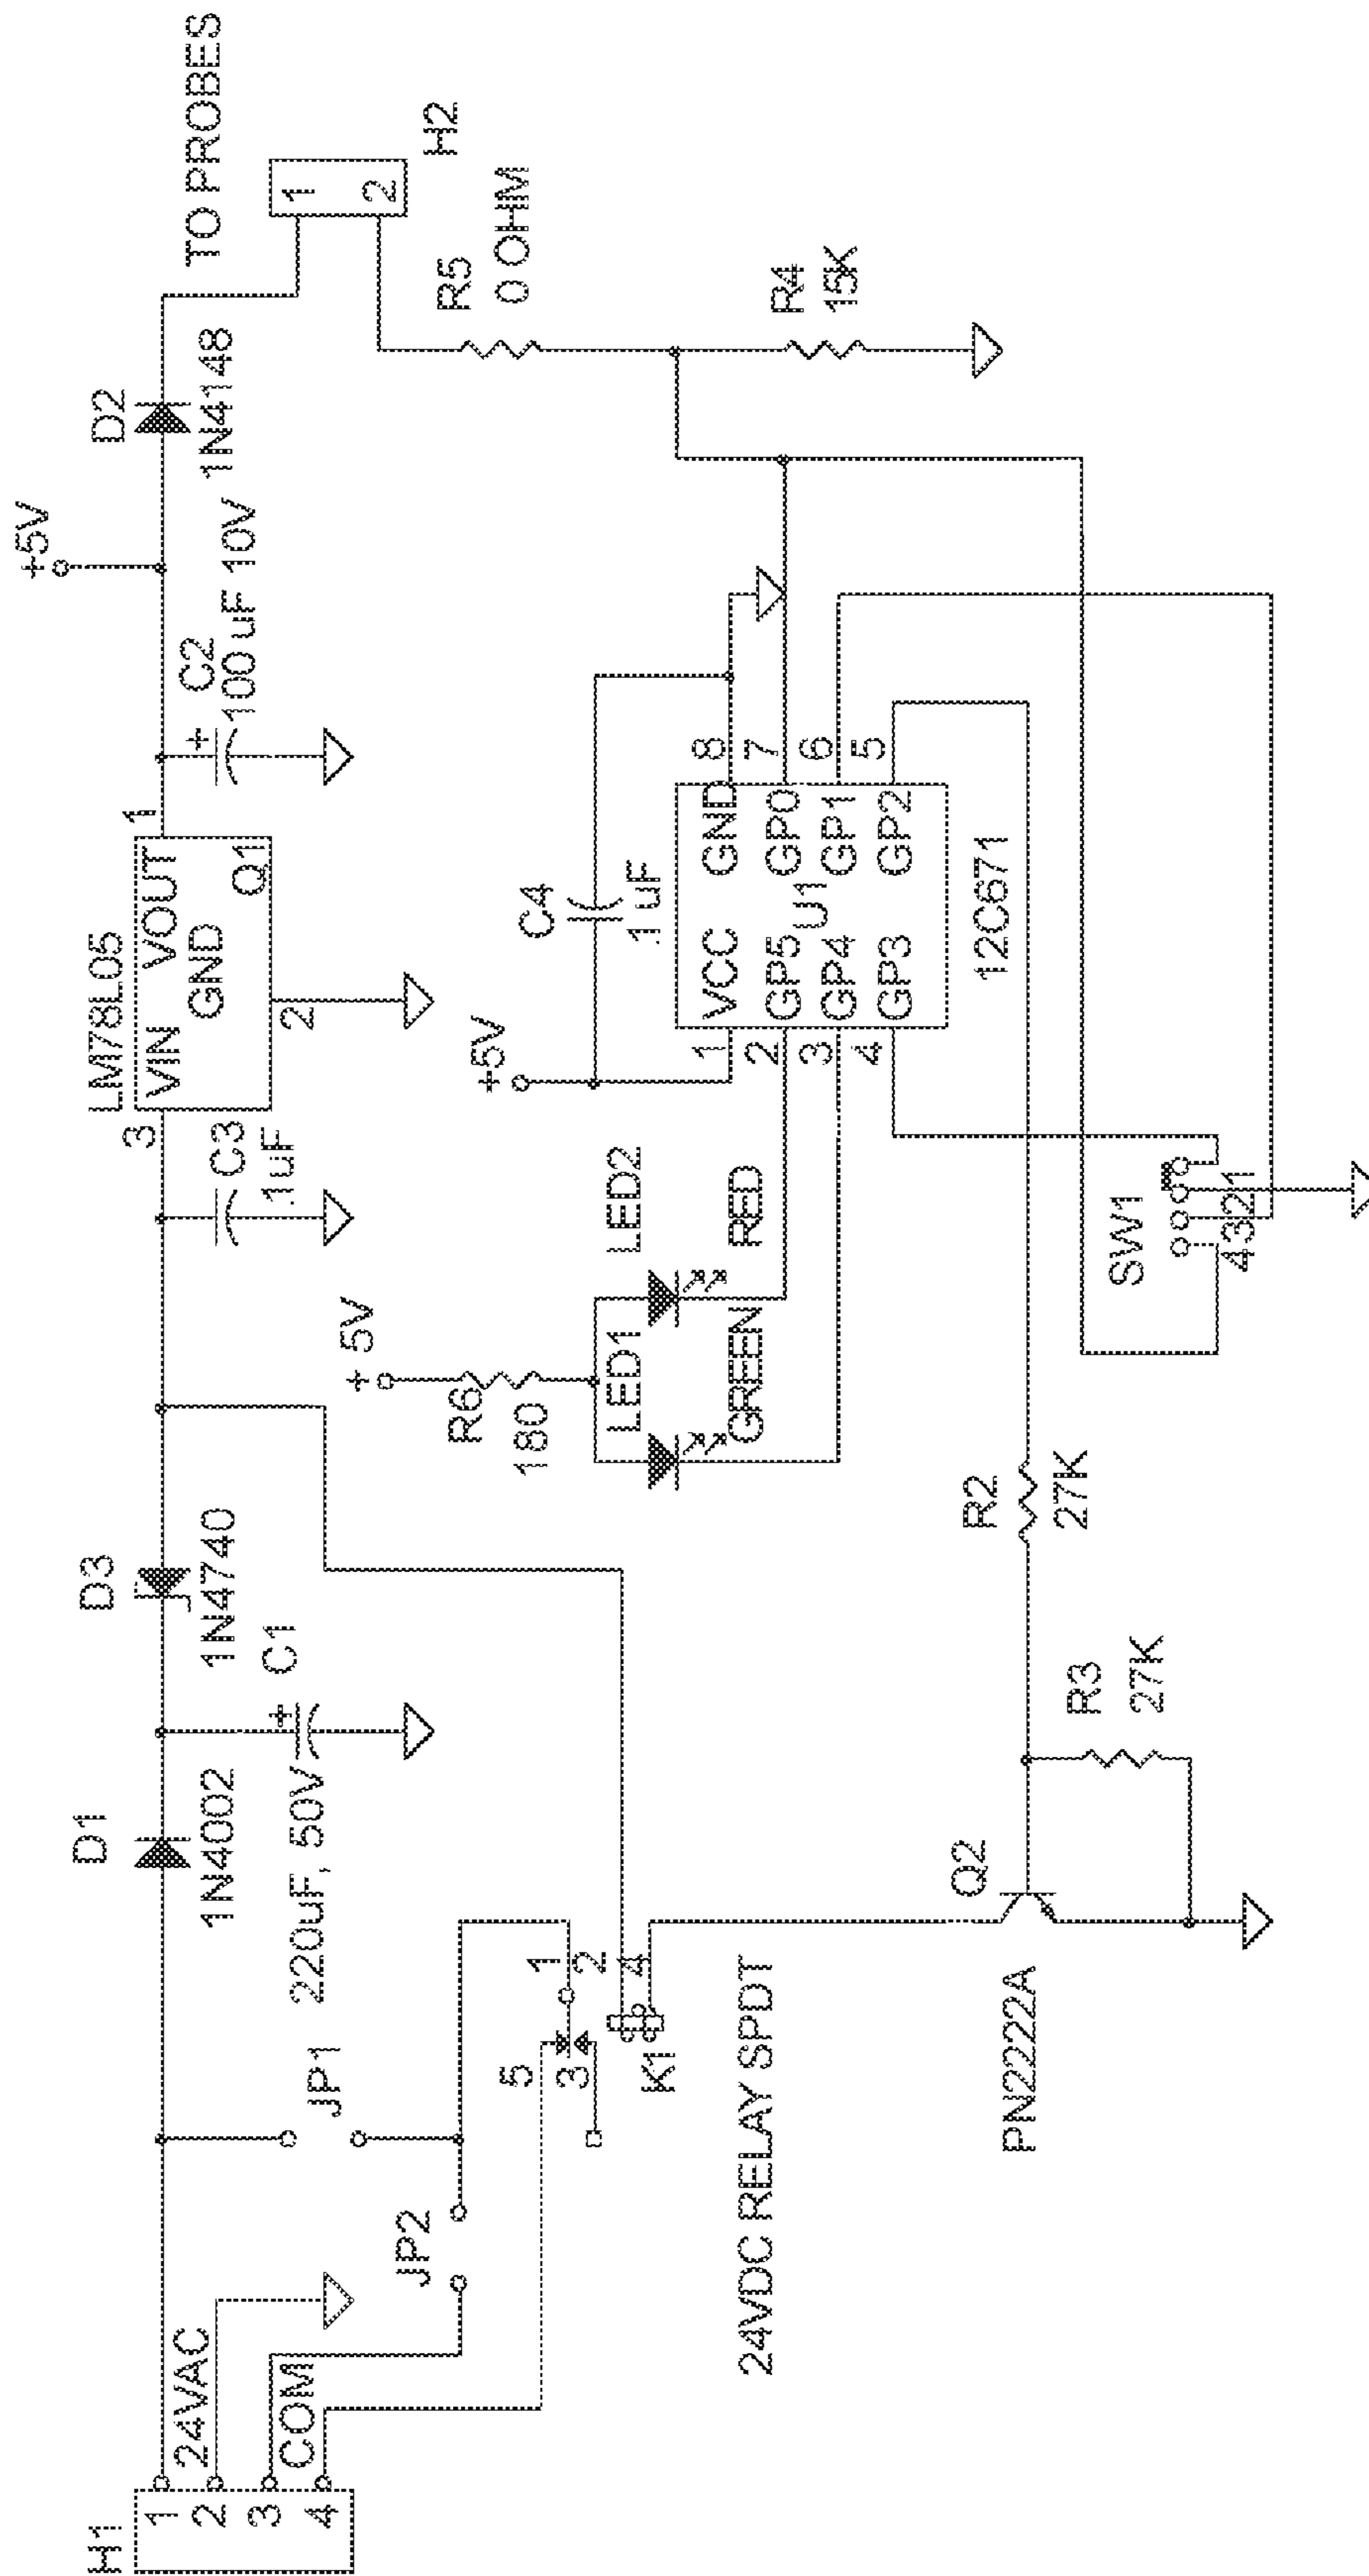 H1
1
2
3
4
24VAC
COM
JP1
JP2
D1
1N4002
220uF, 50V
+
C1
D3
1N4740
C3
.1uF
LM78L05
3
VIN
VOUT
GND
Q1
1
2
+
C2
100 uF 10V
+5V
D2
1N4148
TO PROBES
1
2
H2
R5
0 OHM
R4
15K
5
3
1
2
4
K1
24VDC RELAY SPDT
+ 5V
R6
180
LED1
LED2
GREEN
RED
+5V
C4
.1 uF
1
VCC
GND
8
2
GP5
GP0
7
U1
3
GP4
GP1
6
4
GP3
GP2
5
12C671
Q2
PN2222A
R3
27K
R2
27K
SW1
4321